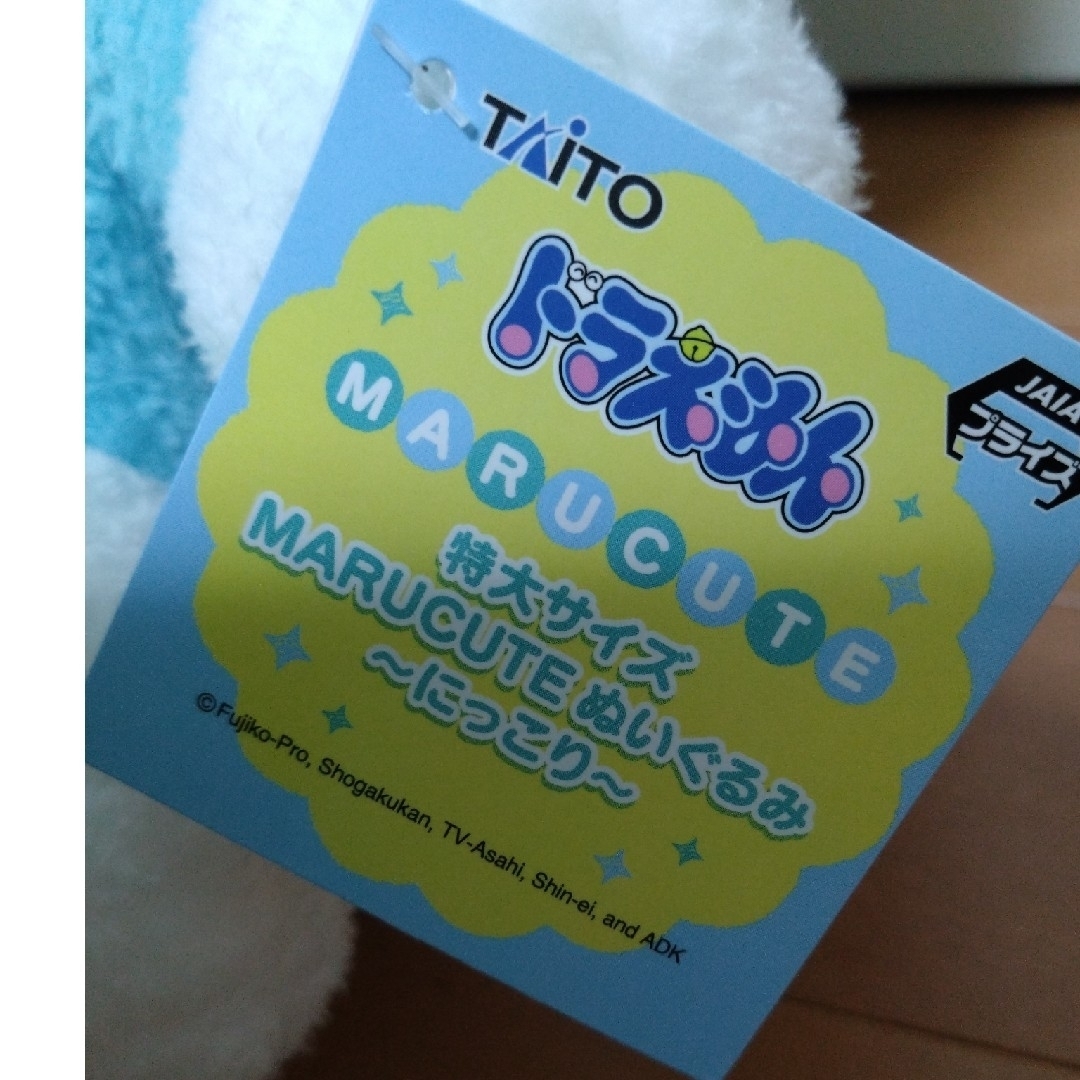 TAITO
ドラえもん
JAIA
プライズ
MARUCUTE
特大サイズ
MARUCUTE ぬいぐるみ
～にっこり～
©Fujiko-Pro, Shogakukan, TV-Asahi, Shin-ei, and ADK